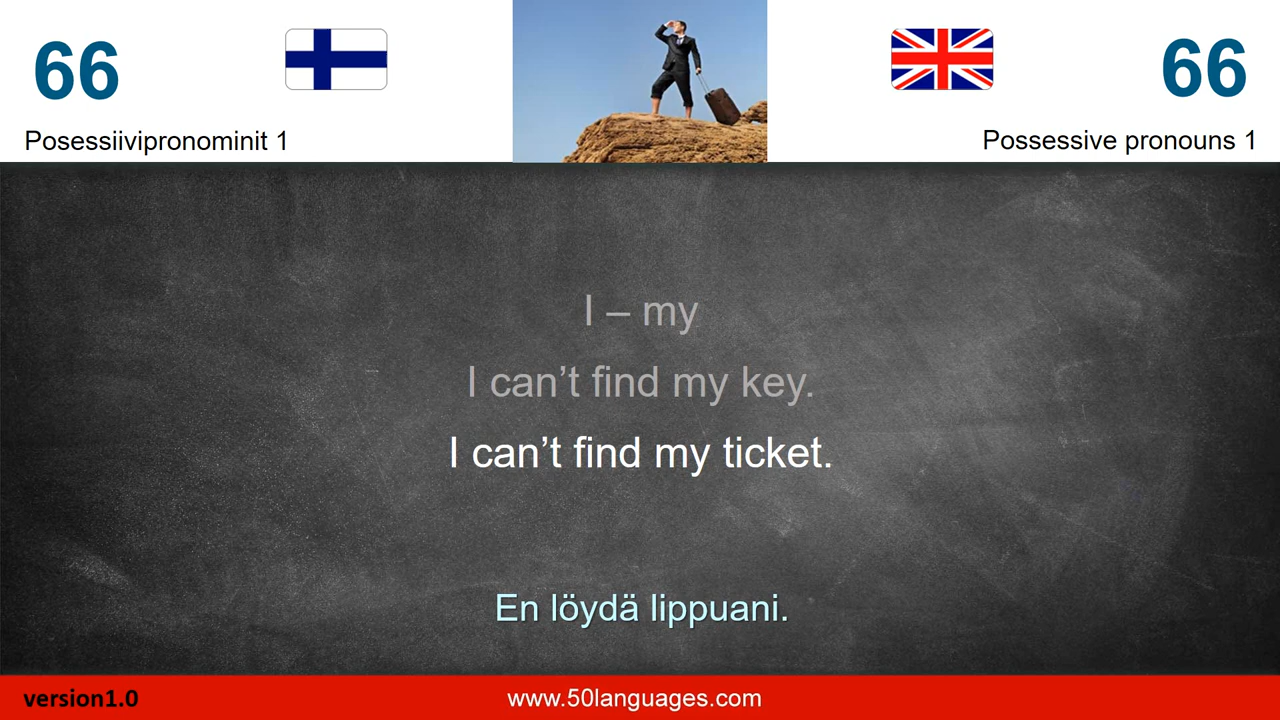 66
66
Posessiivipronominit 1
Possessive pronouns 1
I – my
I can’t find my key.
I can’t find my ticket.
En löydä lippuani.
version1.0
www.50languages.com